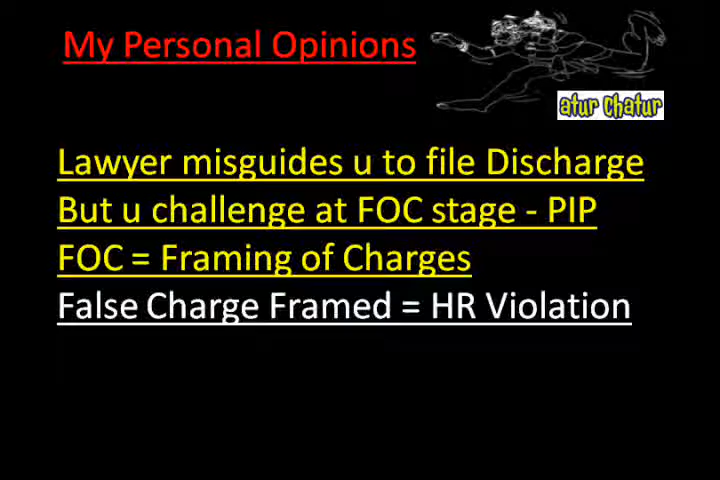 My Personal Opinions
atur chatur
Lawyer misguides u to file Discharge
But u challenge at FOC stage - PIP
FOC = Framing of Charges
False Charge Framed = HR Violation